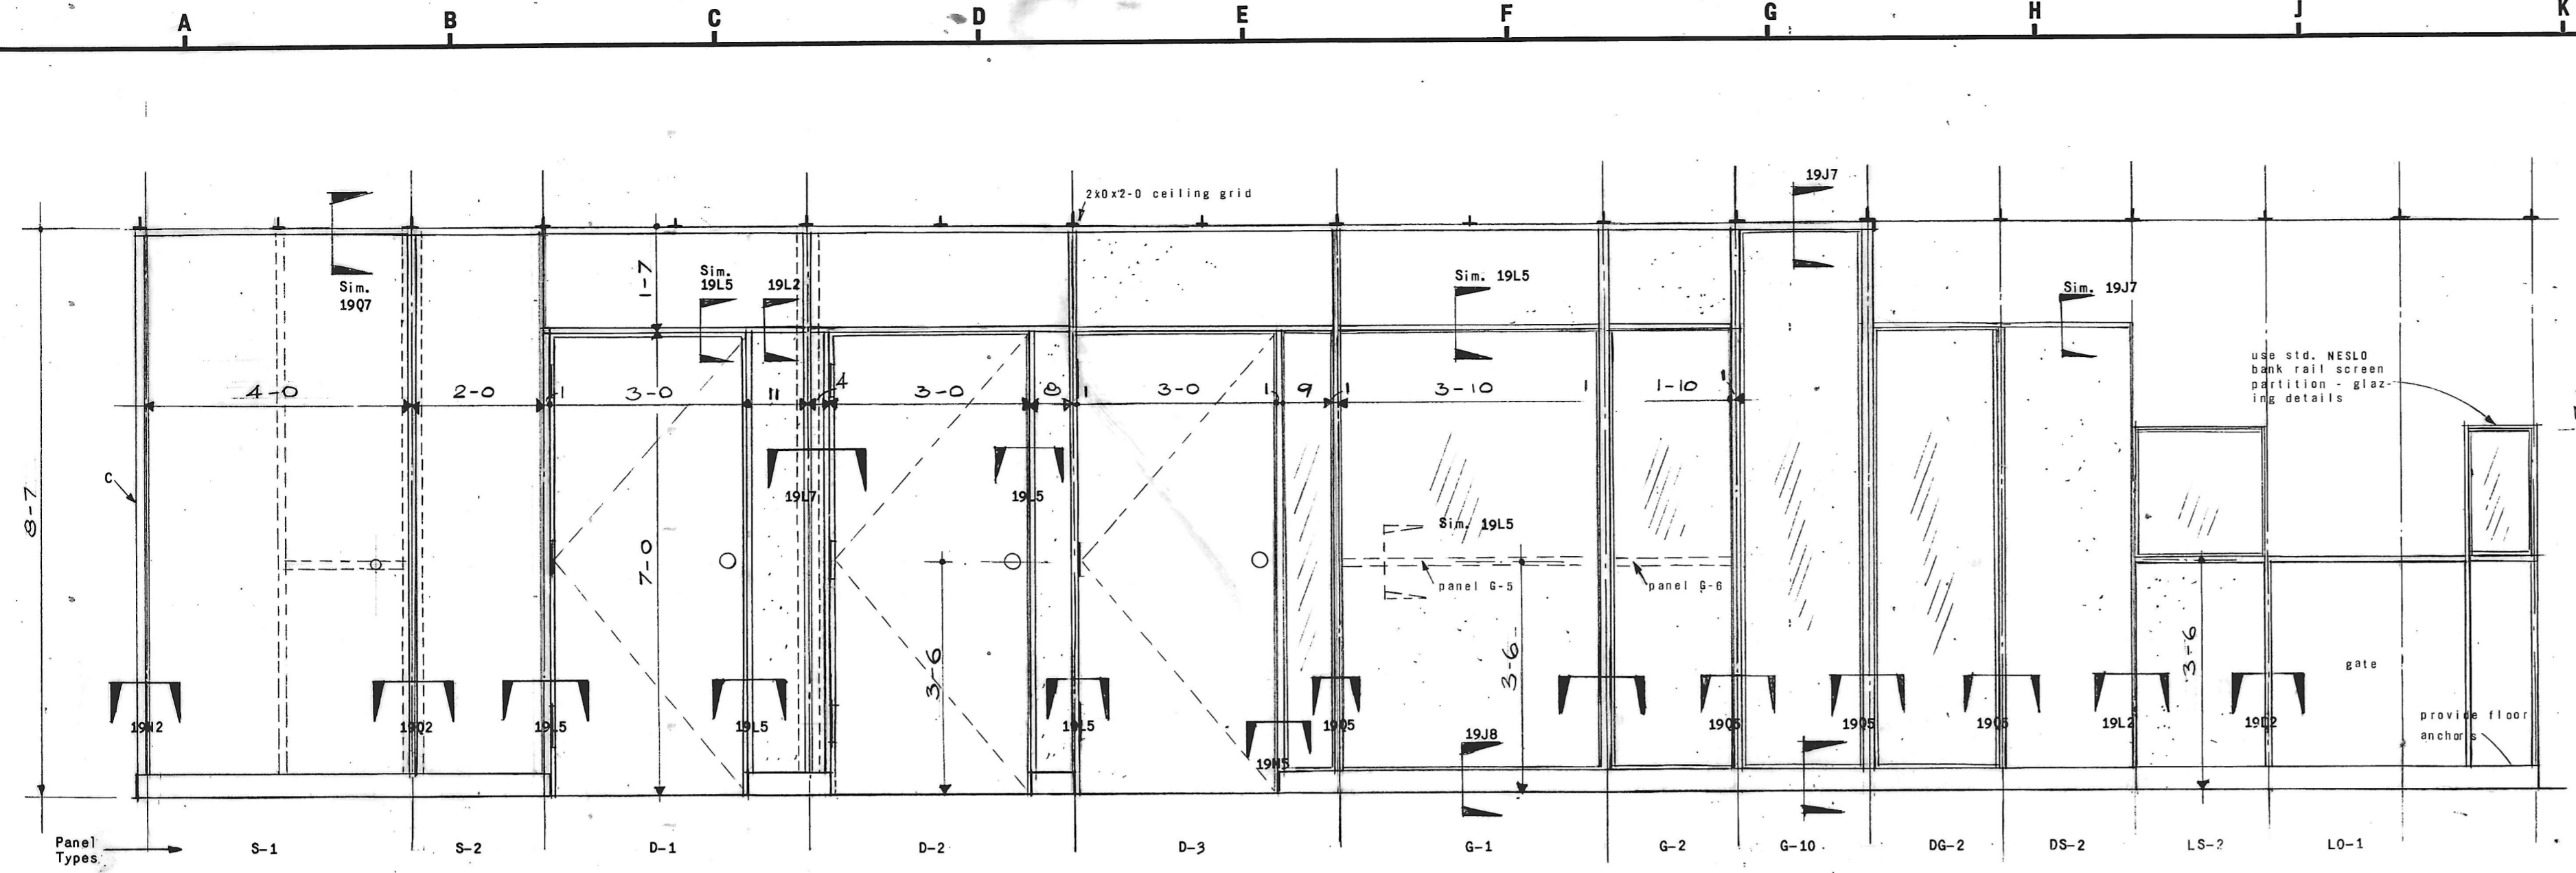 A B C D E F G H J K
2x0x2-0 ceiling grid
19J7
Sim.
19Q7
1-7
Sim.
19L5
19L2
Sim. 19L5
Sim. 19J7
use std. NESLO
bank rail screen
partition - glaz-
ing details
4-0 2-0 1 3-0 11 4 3-0 8 1 3-0 1 9 1 3-10 1 1-10 1
C
8-7
19L7
19L5
Sim. 19L5
7-0
panel G-5
panel G-6
3-6
3-6
3-6
gate
19N2
19Q2
19L5
19L5
19L5
19N5
19Q5
19J8
19Q5
19Q5
19Q5
19L2
19L2
provide floor
anchors
Panel
Types
S-1 S-2 D-1 D-2 D-3 G-1 G-2 G-10 DG-2 DS-2 LS-2 LO-1